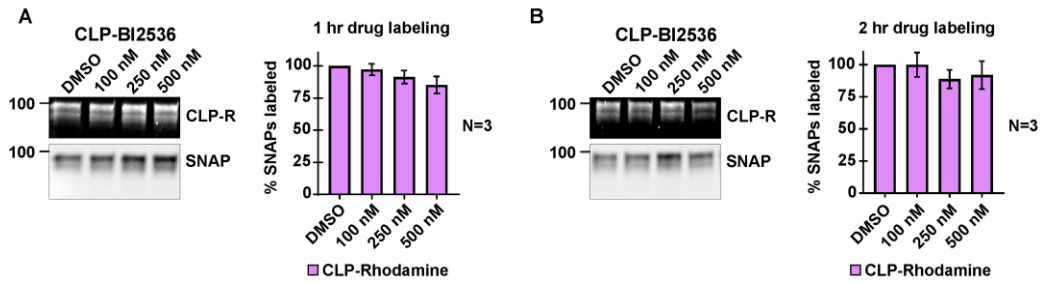 A
CLP-BI2536
DMSO
100 nM
250 nM
500 nM
100
CLP-R
100
SNAP
1 hr drug labeling
% SNAPs labeled
100
75
50
25
0
DMSO
100 nM
250 nM
500 nM
N=3
CLP-Rhodamine
B
CLP-BI2536
DMSO
100 nM
250 nM
500 nM
100
CLP-R
100
SNAP
2 hr drug labeling
% SNAPs labeled
100
75
50
25
0
DMSO
100 nM
250 nM
500 nM
N=3
CLP-Rhodamine